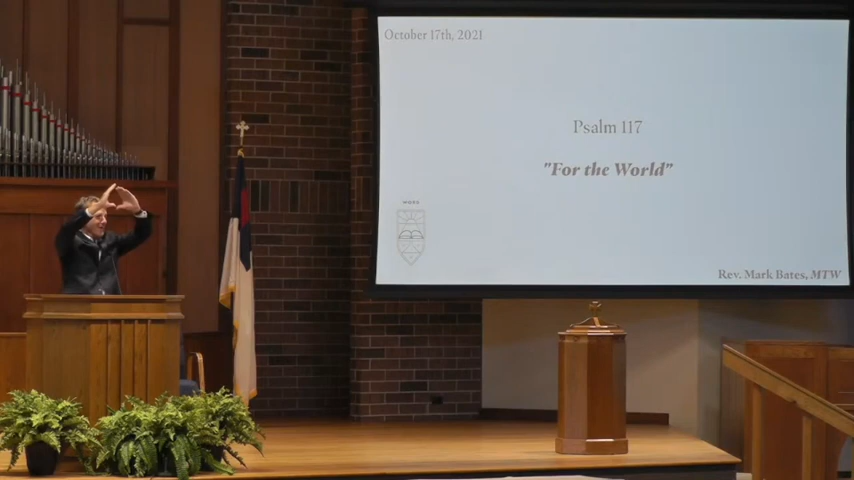 October 17th, 2021
Psalm 117
"For the World"
Rev. Mark Bates, MTW